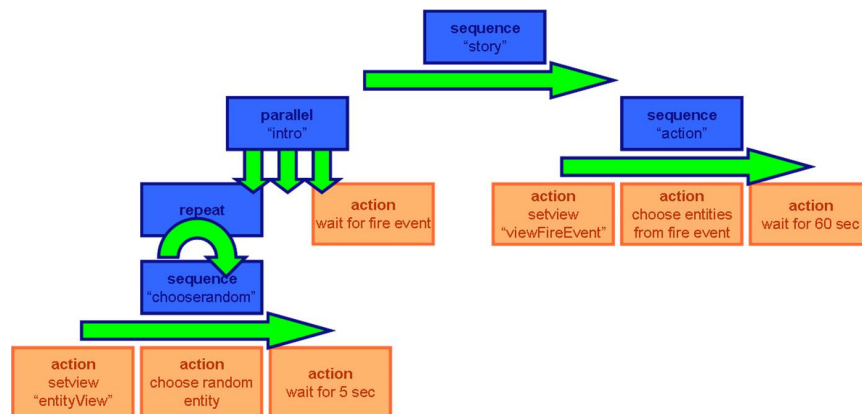 sequence
“story”
parallel
“intro”
sequence
“action”
repeat
action
wait for fire event
action
setview
“viewFireEvent”
action
choose entities
from fire event
action
wait for 60 sec
sequence
“chooserandom”
action
setview
“entityView”
action
choose random
entity
action
wait for 5 sec